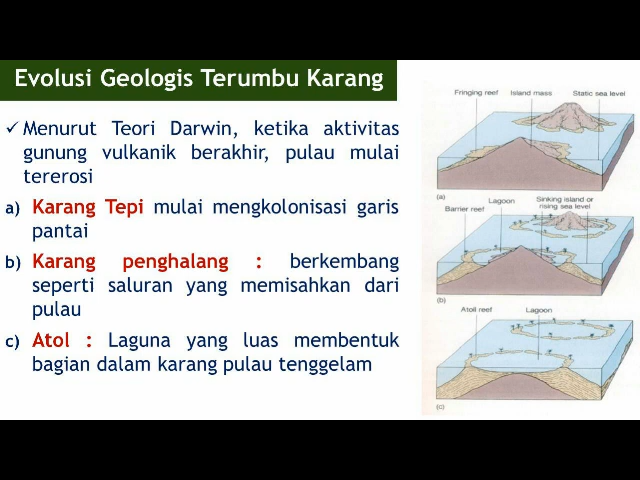 Evolusi Geologis Terumbu Karang
✓ Menurut Teori Darwin, ketika aktivitas
gunung vulkanik berakhir, pulau mulai
tererosi
a) Karang Tepi mulai mengkolonisasi garis
pantai
b) Karang penghalang : berkembang
seperti saluran yang memisahkan dari
pulau
c) Atol : Laguna yang luas membentuk
bagian dalam karang pulau tenggelam
Fringing reef Island mass Static sea level
(a)
Barrier reef Lagoon Sinking island or
rising sea level
(b)
Atoll reef Lagoon
(c)